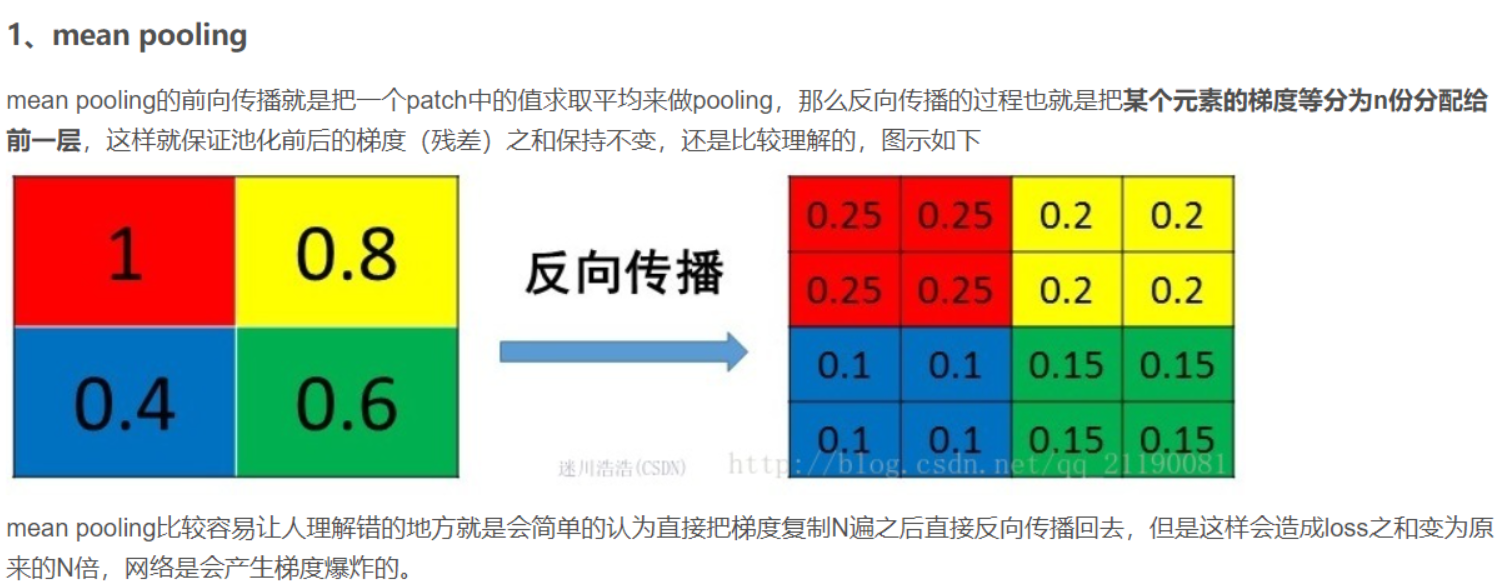 1、mean pooling
mean pooling的前向传播就是把一个patch中的值求取平均来做pooling，那么反向传播的过程也就是把某个元素的梯度等分为n份分配给
前一层，这样就保证池化前后的梯度（残差）之和保持不变，还是比较理解的，图示如下
1 0.8
0.4 0.6
反向传播
0.25 0.25 0.2 0.2
0.25 0.25 0.2 0.2
0.1 0.1 0.15 0.15
0.1 0.1 0.15 0.15
迷川浩浩(CSDN) http://blog.csdn.net/qq_21190081
mean pooling比较容易让人理解错的地方就是会简单的认为直接把梯度复制N遍之后直接反向传播回去，但是这样会造成loss之和变为原
来的N倍，网络是会产生梯度爆炸的。